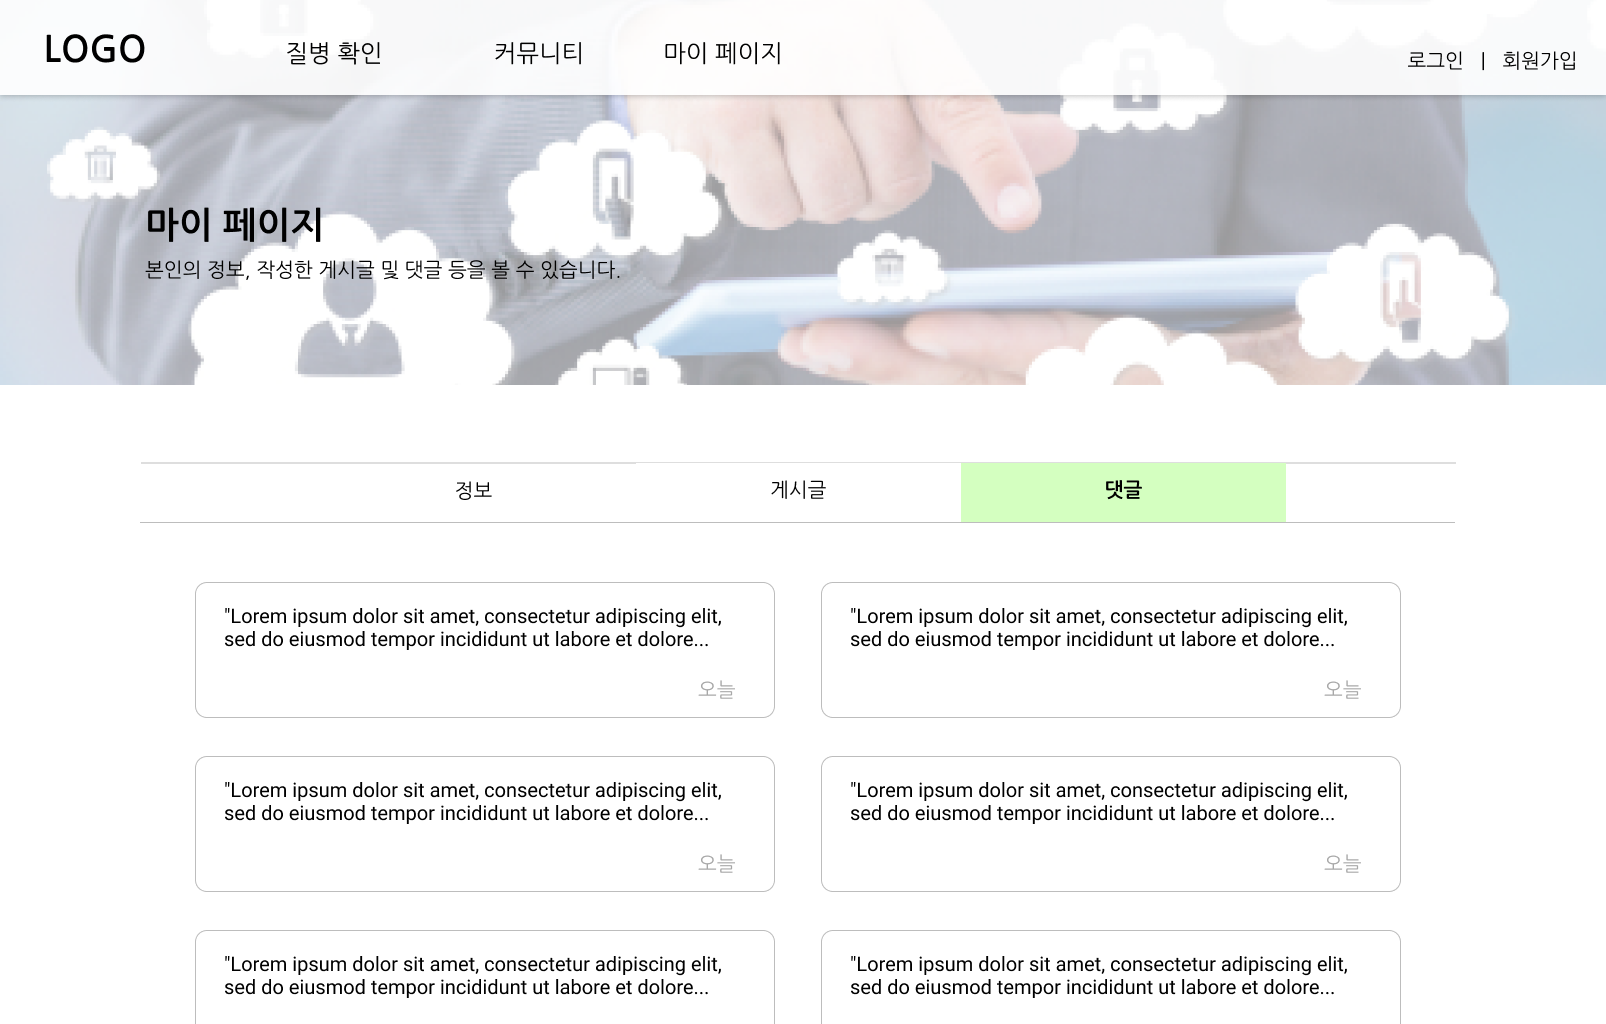 LOGO
질병 확인
커뮤니티
마이 페이지
로그인 | 회원가입
마이 페이지
본인의 정보, 작성한 게시글 및 댓글 등을 볼 수 있습니다.
정보
게시글
댓글
"Lorem ipsum dolor sit amet, consectetur adipiscing elit,
sed do eiusmod tempor incididunt ut labore et dolore...
오늘
"Lorem ipsum dolor sit amet, consectetur adipiscing elit,
sed do eiusmod tempor incididunt ut labore et dolore...
오늘
"Lorem ipsum dolor sit amet, consectetur adipiscing elit,
sed do eiusmod tempor incididunt ut labore et dolore...
오늘
"Lorem ipsum dolor sit amet, consectetur adipiscing elit,
sed do eiusmod tempor incididunt ut labore et dolore...
오늘
"Lorem ipsum dolor sit amet, consectetur adipiscing elit,
sed do eiusmod tempor incididunt ut labore et dolore...
"Lorem ipsum dolor sit amet, consectetur adipiscing elit,
sed do eiusmod tempor incididunt ut labore et dolore...